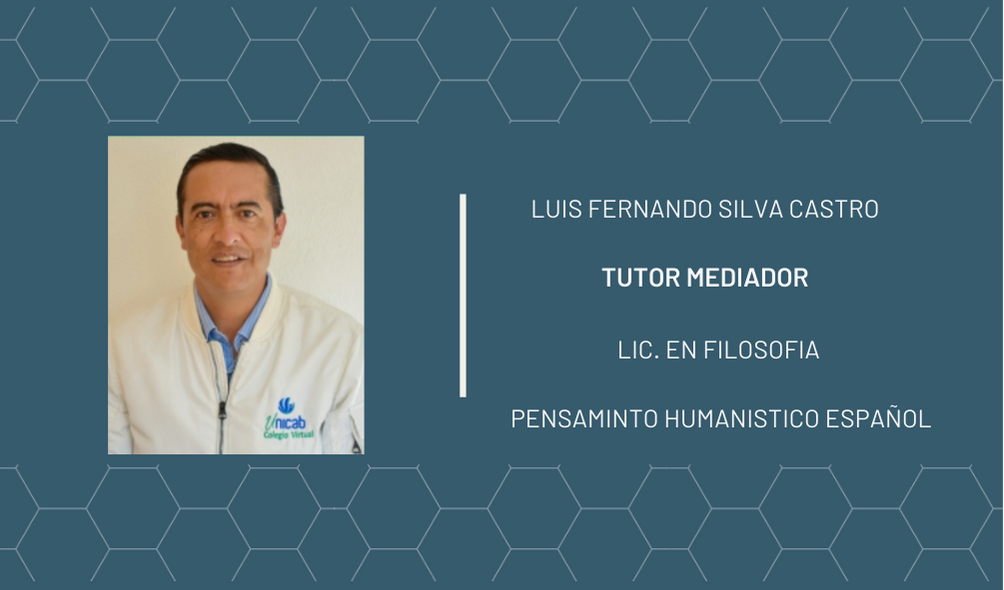 LUIS FERNANDO SILVA CASTRO
TUTOR MEDIADOR
LIC. EN FILOSOFIA
PENSAMINTO HUMANISTICO ESPAÑOL
Unicab
Colegio Virtual